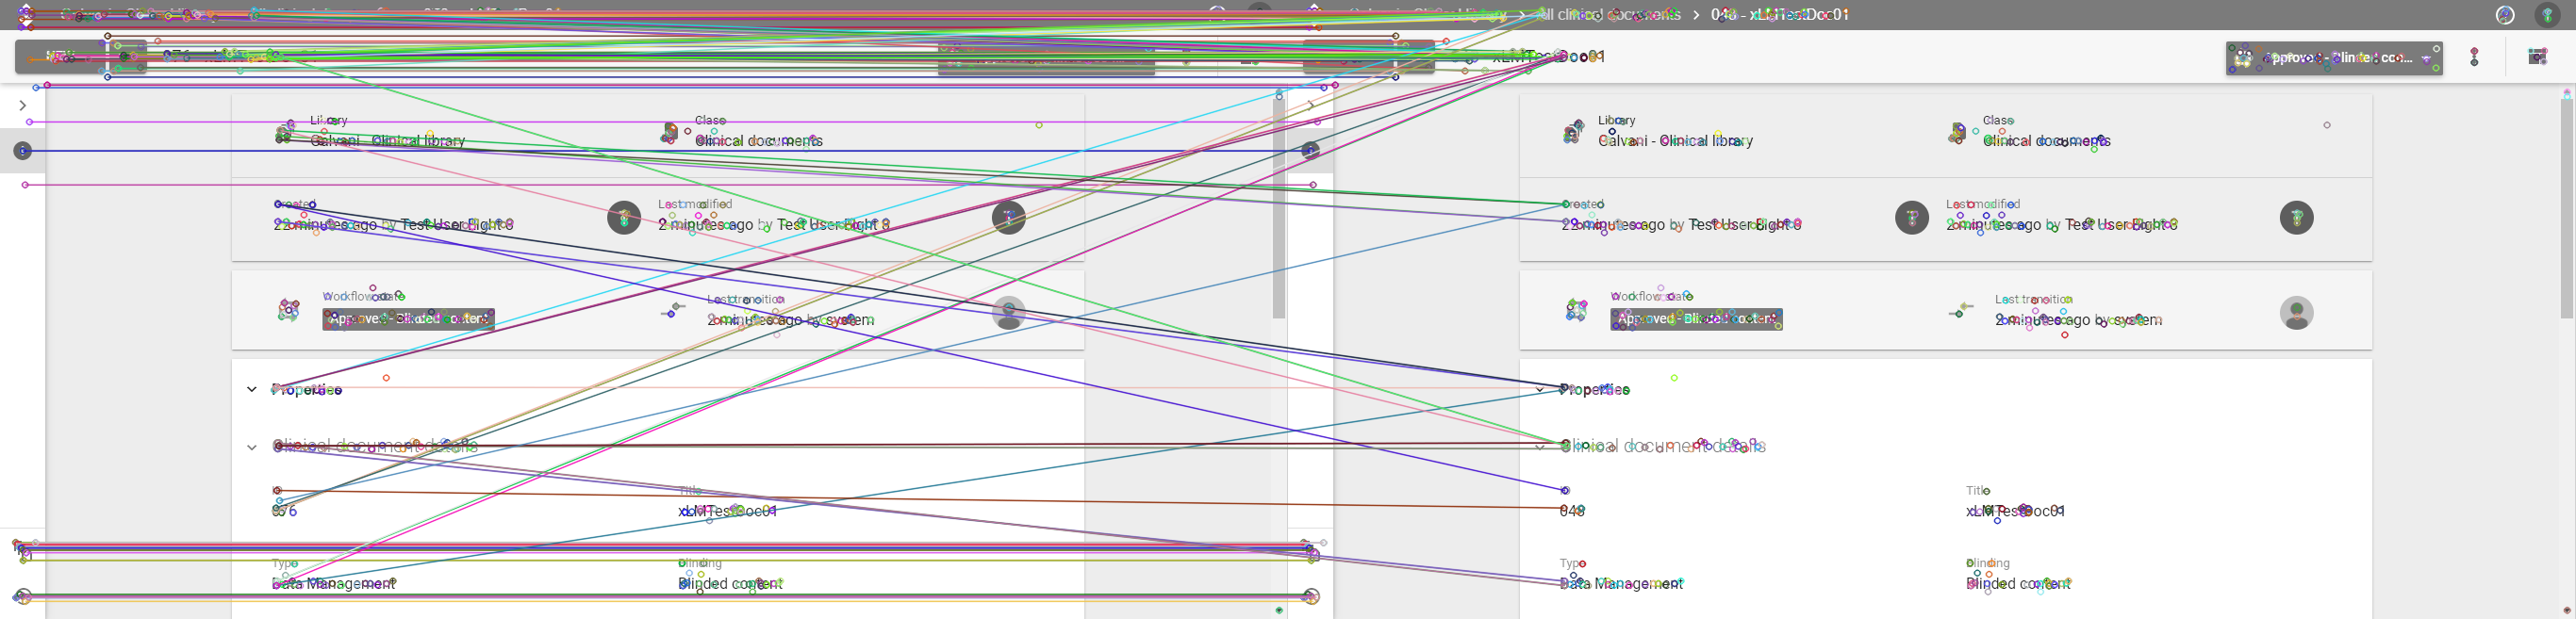 All clinical documents > 048 - xLMTestDoc01
xLMTestDoc01
Approved - Blinded co...
Library
Galvani - Clinical library
Class
Clinical documents
Library
Galvani - Clinical library
Class
Clinical documents
Created
22 minutes ago by Test User Eight 8
Last modified
2 minutes ago by Test User Eight 8
Created
22 minutes ago by Test User Eight 8
Last modified
2 minutes ago by Test User Eight 8
Workflow state
Approved - Blinded content
Last transition
2 minutes ago by system
Workflow state
Approved - Blinded content
Last transition
2 minutes ago by system
Properties
Properties
Clinical document details
Clinical document details
ID
Title
xLMTestDoc01
ID
048
Title
xLMTestDoc01
Type
Data Management
Blinding
Blinded content
Type
Data Management
Blinding
Blinded content